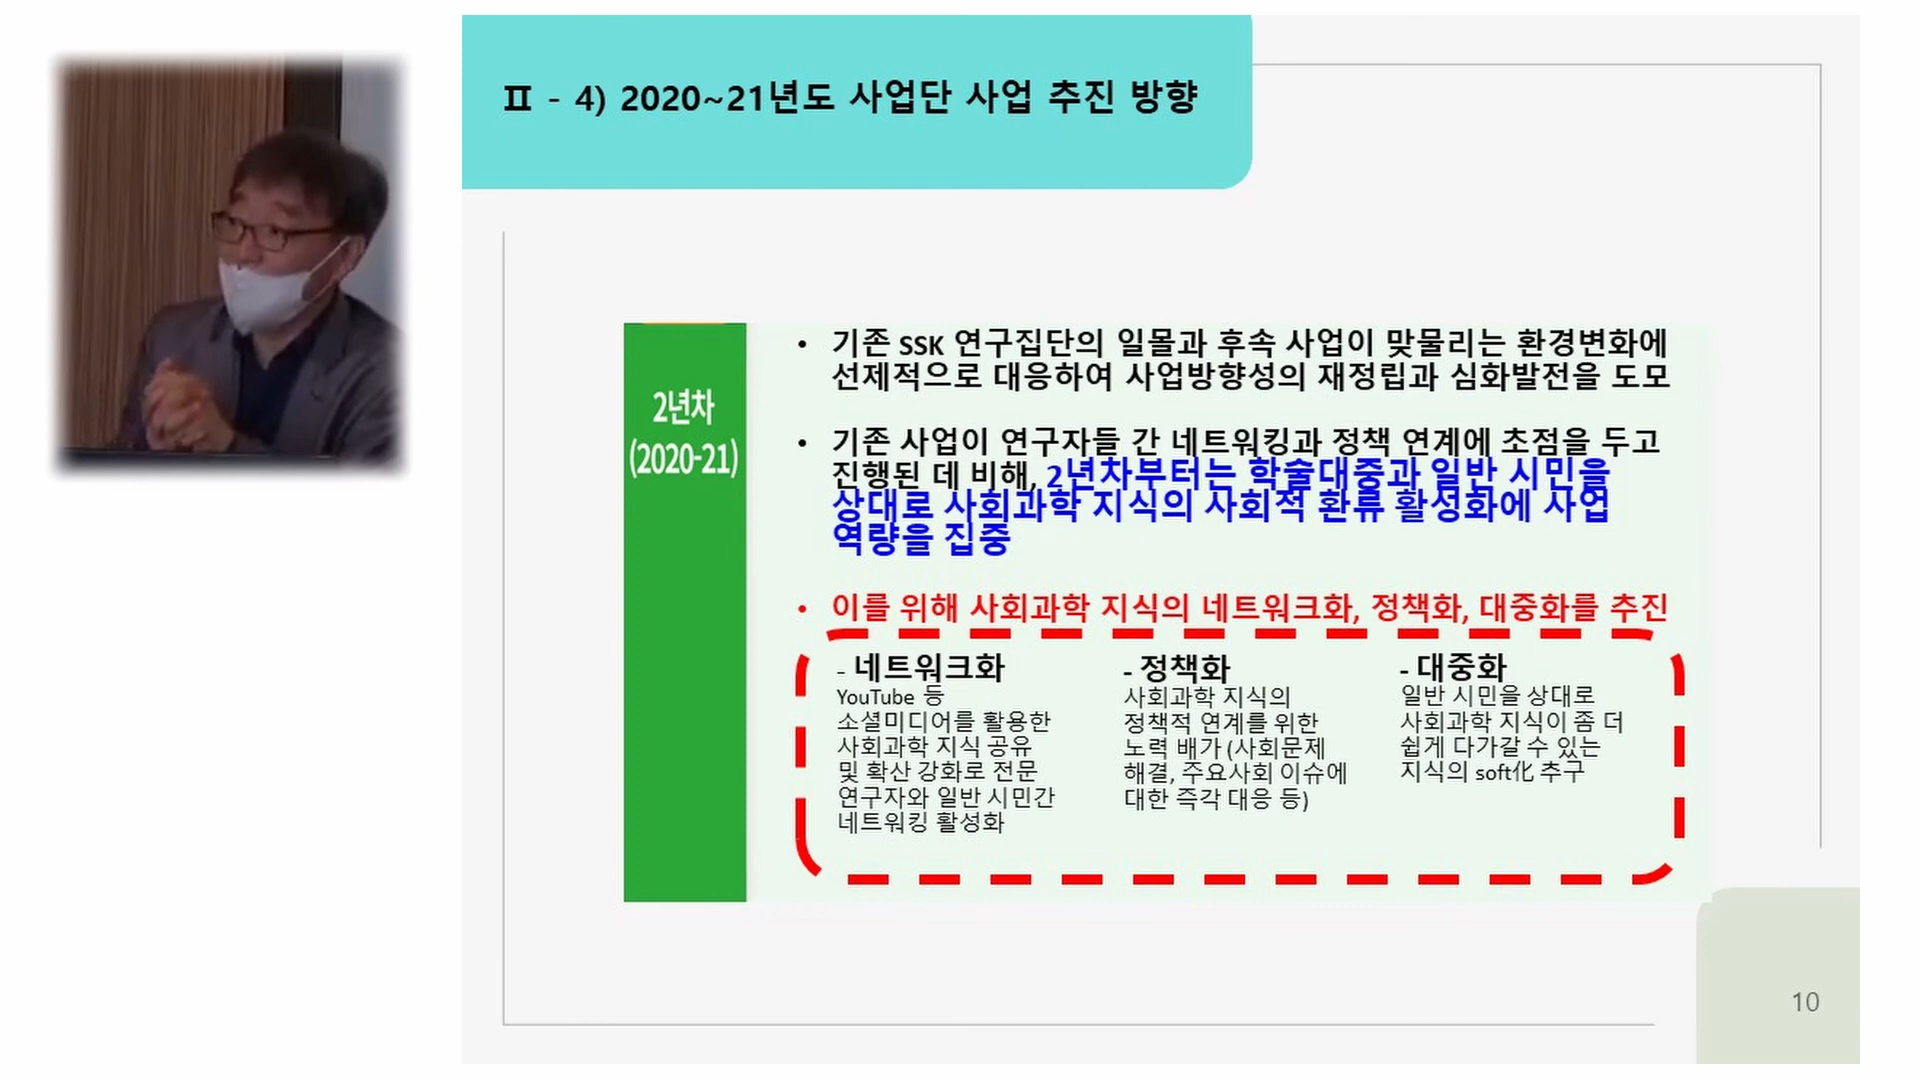 Ⅱ - 4) 2020~21년도 사업단 사업 추진 방향
2년차
(2020-21)
• 기존 SSK 연구집단의 일몰과 후속 사업이 맞물리는 환경변화에
선제적으로 대응하여 사업방향성의 재정립과 심화발전을 도모
• 기존 사업이 연구자들 간 네트워킹과 정책 연계에 초점을 두고
진행된 데 비해, 2년차부터는 학술대중과 일반 시민을
상대로 사회과학 지식의 사회적 환류 활성화에 사업
역량을 집중
• 이를 위해 사회과학 지식의 네트워크화, 정책화, 대중화를 추진
- 네트워크화
YouTube 등
소셜미디어를 활용한
사회과학 지식 공유
및 확산 강화로 전문
연구자와 일반 시민간
네트워킹 활성화
- 정책화
사회과학 지식의
정책적 연계를 위한
노력 배가 (사회문제
해결, 주요사회 이슈에
대한 즉각 대응 등)
- 대중화
일반 시민을 상대로
사회과학 지식이 좀 더
쉽게 다가갈 수 있는
지식의 soft化 추구
10